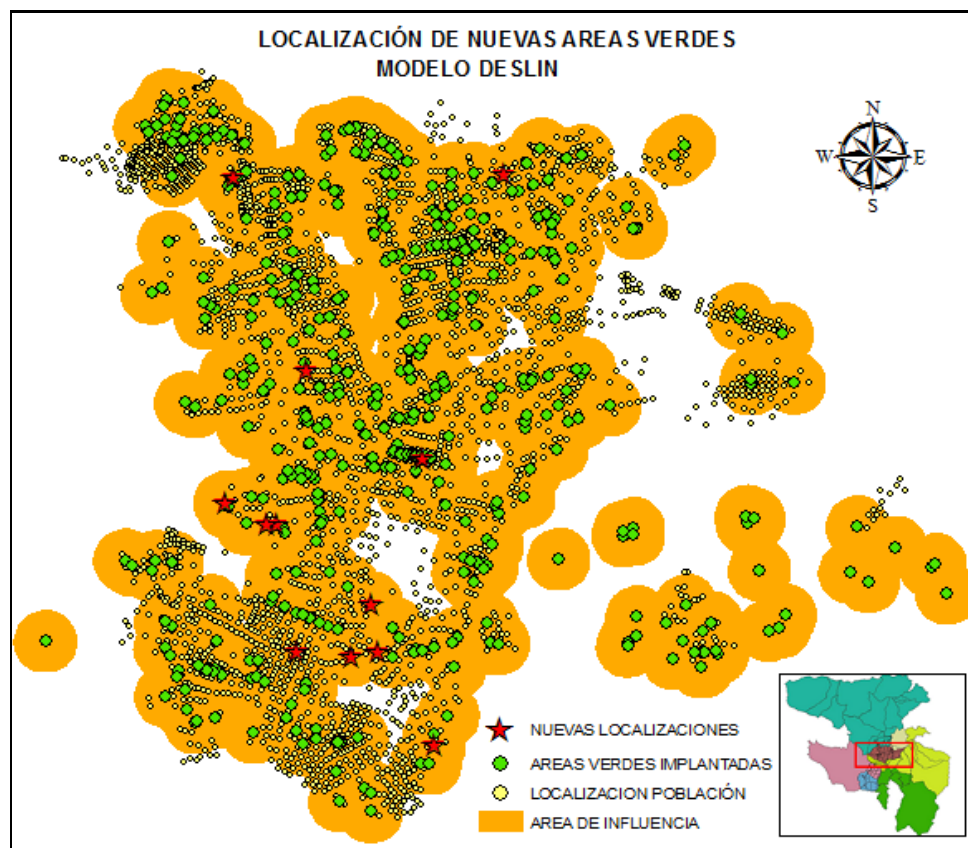 LOCALIZACIÓN DE NUEVAS AREAS VERDES
MODELO DESLIN
N
W E
S
NUEVAS LOCALIZACIONES
AREAS VERDES IMPLANTADAS
LOCALIZACION POBLACIÓN
AREA DE INFLUENCIA